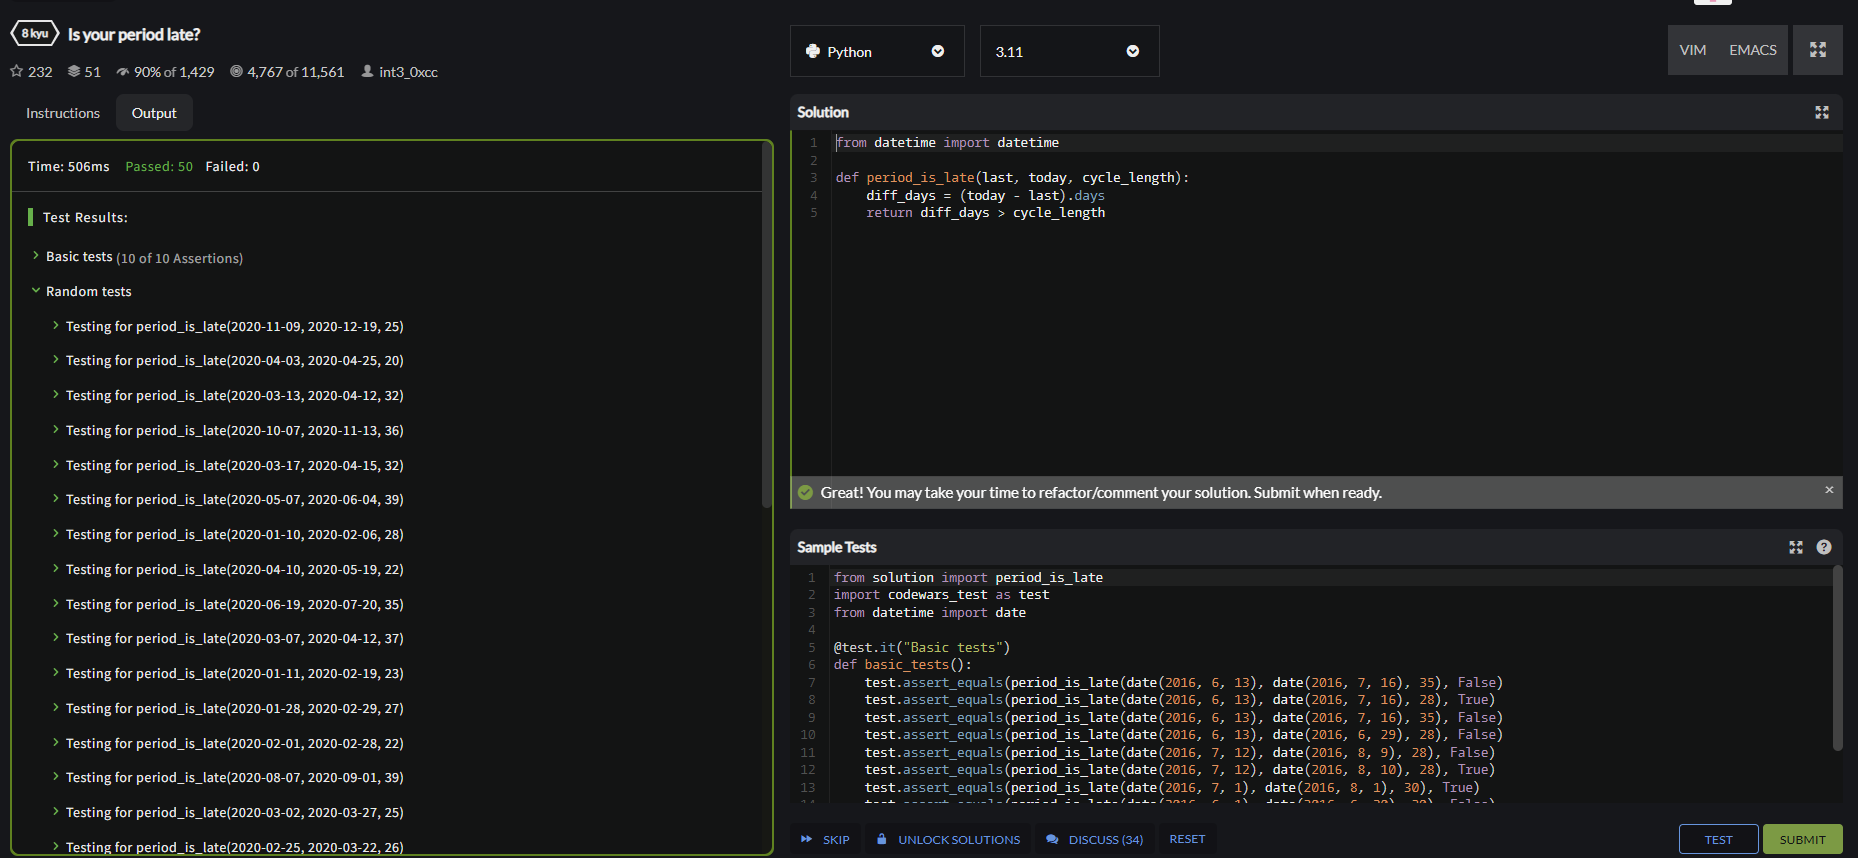 8 kyu Is your period late?
232 51 90% of 1,429 4,767 of 11,561 int3_0xcc
Instructions Output
Time: 506ms Passed: 50 Failed: 0
Test Results:
Basic tests (10 of 10 Assertions)
Random tests
Testing for period_is_late(2020-11-09, 2020-12-19, 25)
Testing for period_is_late(2020-04-03, 2020-04-25, 20)
Testing for period_is_late(2020-03-13, 2020-04-12, 32)
Testing for period_is_late(2020-10-07, 2020-11-13, 36)
Testing for period_is_late(2020-03-17, 2020-04-15, 32)
Testing for period_is_late(2020-05-07, 2020-06-04, 39)
Testing for period_is_late(2020-01-10, 2020-02-06, 28)
Testing for period_is_late(2020-04-10, 2020-05-19, 22)
Testing for period_is_late(2020-06-19, 2020-07-20, 35)
Testing for period_is_late(2020-03-07, 2020-04-12, 37)
Testing for period_is_late(2020-01-11, 2020-02-19, 23)
Testing for period_is_late(2020-01-28, 2020-02-29, 27)
Testing for period_is_late(2020-02-01, 2020-02-28, 22)
Testing for period_is_late(2020-08-07, 2020-09-01, 39)
Testing for period_is_late(2020-03-02, 2020-03-27, 25)
Testing for period_is_late(2020-02-25, 2020-03-22, 26)
Python 3.11 VIM EMACS
Solution
1 from datetime import datetime
2
3 def period_is_late(last, today, cycle_length):
4 diff_days = (today - last).days
5 return diff_days > cycle_length
Great! You may take your time to refactor/comment your solution. Submit when ready.
Sample Tests
1 from solution import period_is_late
2 import codewars_test as test
3 from datetime import date
4
5 @test.it("Basic tests")
6 def basic_tests():
7 test.assert_equals(period_is_late(date(2016, 6, 13), date(2016, 7, 16), 35), False)
8 test.assert_equals(period_is_late(date(2016, 6, 13), date(2016, 7, 16), 28), True)
9 test.assert_equals(period_is_late(date(2016, 6, 13), date(2016, 7, 16), 35), False)
10 test.assert_equals(period_is_late(date(2016, 6, 13), date(2016, 6, 29), 28), False)
11 test.assert_equals(period_is_late(date(2016, 7, 12), date(2016, 8, 9), 28), False)
12 test.assert_equals(period_is_late(date(2016, 7, 12), date(2016, 8, 10), 28), True)
13 test.assert_equals(period_is_late(date(2016, 7, 1), date(2016, 8, 1), 30), True)
SKIP UNLOCK SOLUTIONS DISCUSS (34) RESET TEST SUBMIT